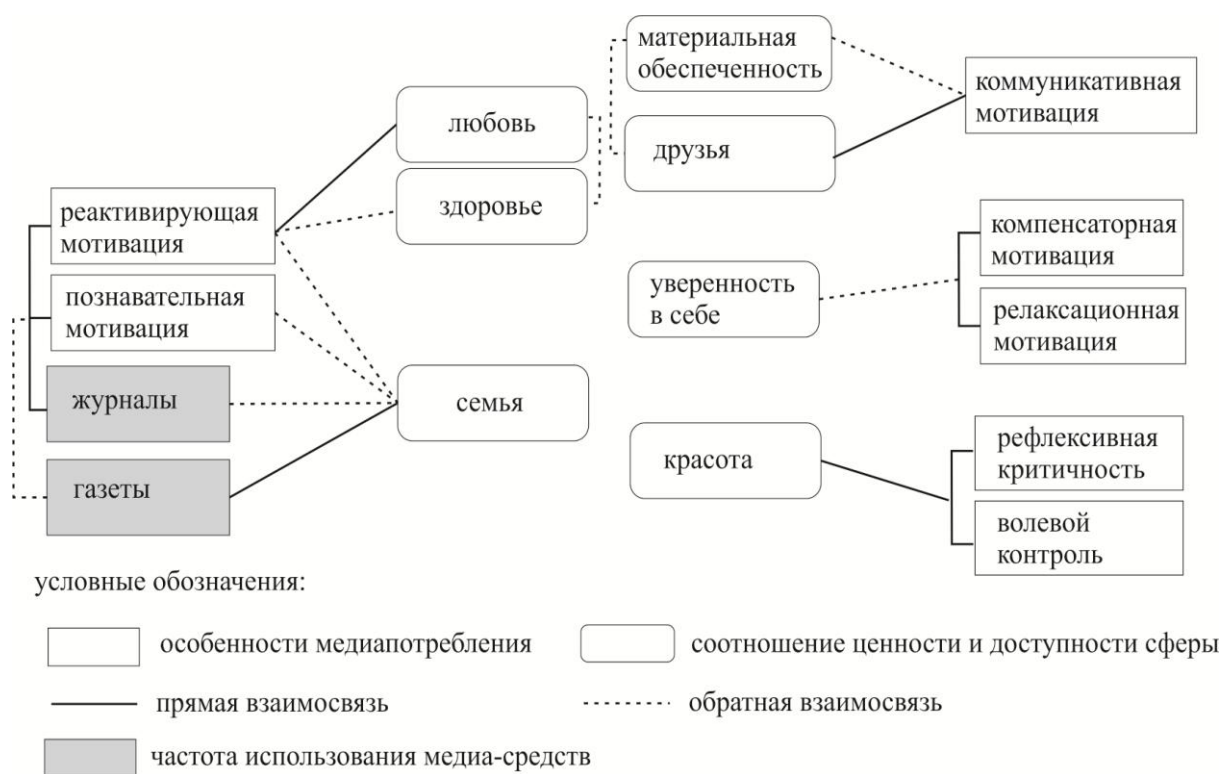 материальная
обеспеченность
коммуникативная
мотивация
любовь
друзья
здоровье
реактивирующая
мотивация
компенсаторная
мотивация
познавательная
мотивация
уверенность
в себе
релаксационная
мотивация
журналы
семья
красота
рефлексивная
критичность
газеты
волевой
контроль
условные обозначения:
особенности медиапотребления
соотношение ценности и доступности сферы
прямая взаимосвязь
обратная взаимосвязь
частота использования медиа-средств